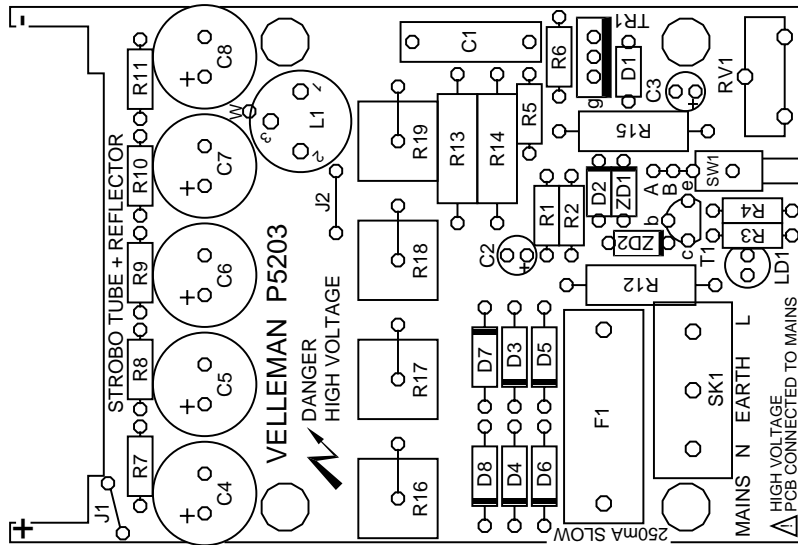 -
+
STROBO TUBE + REFLECTOR
J1
R7
R8
R9
R10
R11
+
C4
+
C5
+
C6
+
C7
+
C8
VELLEMAN P5203
DANGER
HIGH VOLTAGE
W
1
2
3
L1
J2
R16
R17
R18
R19
C1
R13
R14
R5
R6
TR1
g
D1
C3
+
RV1
R15
C2
+
R1
R2
D2
ZD1
ZD2
A
B
e
b
c
T1
SW1
R4
R3
LD1
R12
D7
D3
D5
D8
D4
D6
F1
250mA SLOW
SK1
MAINS N EARTH L
HIGH VOLTAGE
PCB CONNECTED TO MAINS